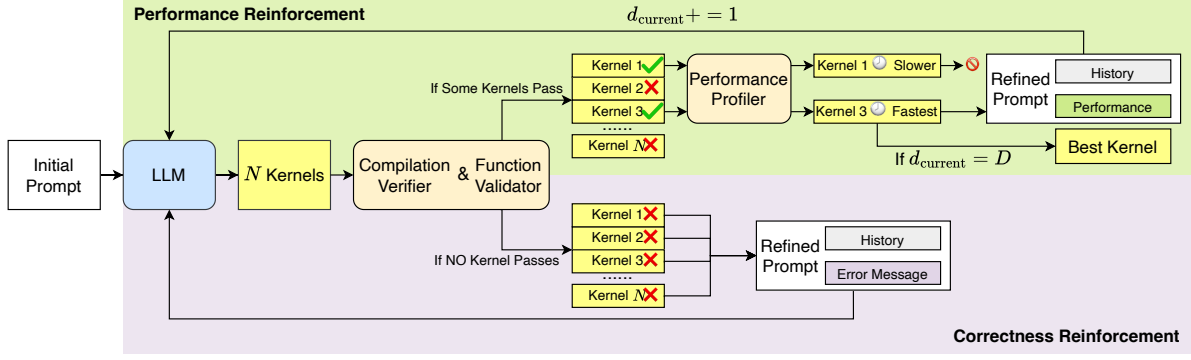 Performance Reinforcement
d_current += 1
If Some Kernels Pass
Kernel 1
Kernel 2
Kernel 3
......
Kernel N
Performance
Profiler
Kernel 1 Slower
Kernel 3 Fastest
Refined
Prompt
History
Performance
If d_current = D
Best Kernel
Initial
Prompt
LLM
N Kernels
Compilation
Verifier
&
Function
Validator
If NO Kernel Passes
Kernel 1
Kernel 2
Kernel 3
......
Kernel N
Refined
Prompt
History
Error Message
Correctness Reinforcement